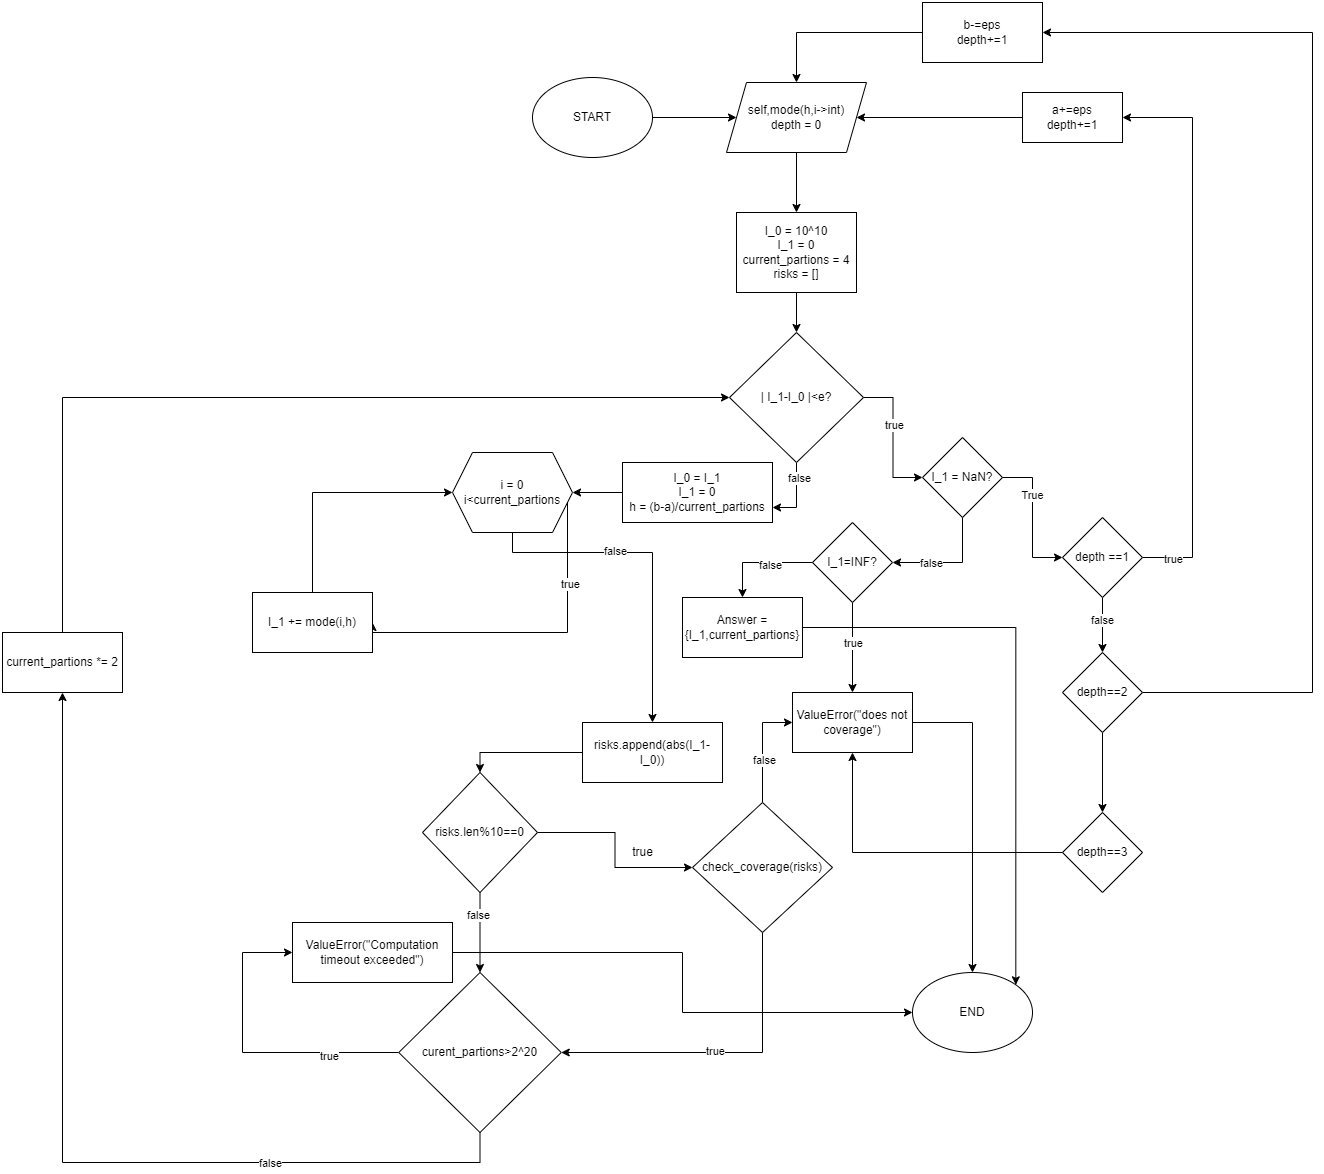 b-=eps
depth+=1
START
self,mode(h,i->int)
depth = 0
a+=eps
depth+=1
I_0 = 10^10
I_1 = 0
current_partions = 4
risks = []
| I_1-I_0 |<e?
true
false
I_1 = NaN?
True
i = 0
i<current_partions
I_0 = I_1
I_1 = 0
h = (b-a)/current_partions
false
true
false
I_1=INF?
false
depth ==1
true
I_1 += mode(i,h)
Answer =
{I_1,current_partions}
false
true
current_partions *= 2
depth==2
ValueError("does not
coverage")
risks.append(abs(I_1-
I_0))
false
risks.len%10==0
true
check_coverage(risks)
depth==3
false
ValueError("Computation
timeout exceeded")
END
curent_partions>2^20
true
true
false